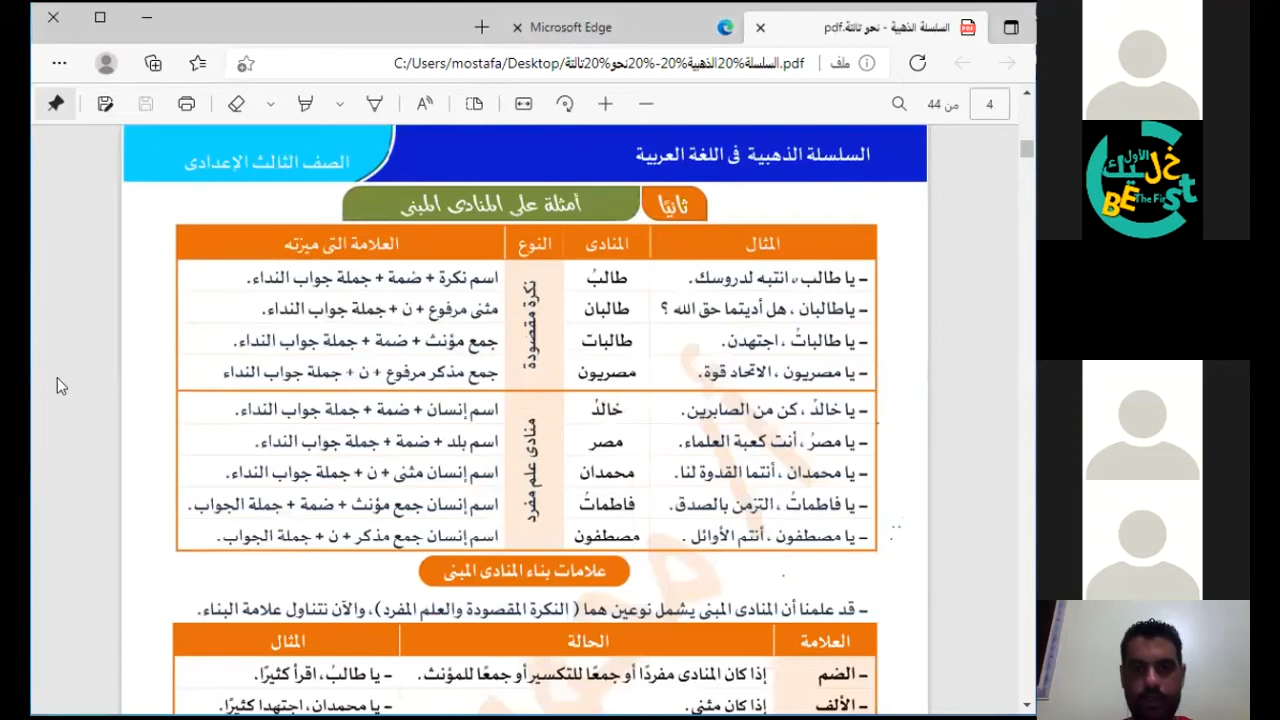 السلسلة الذهبية - نحو ثالثة.pdf
Microsoft Edge
ملف
C:/Users/mostafa/Desktop/السلسلة%20الذهبية%20-%20نحو%20ثالثة.pdf
4
من 44
السلسلة الذهبية فى اللغة العربية
الصف الثالث الإعدادى
ثانيًا
أمثلة على المنادى المبنى
المثال المنادى النوع العلامة التى ميزته
- يا طالب، انتبه لدروسك. طالبُ اسم نكرة + ضمة + جملة جواب النداء.
- ياطالبان ، هل أديتما حق الله ؟ طالبان مثنى مرفوع + ن + جملة جواب النداء.
- يا طالباتُ ، اجتهدن. طالبات جمع مؤنث + ضمة + جملة جواب النداء.
- يا مصريون ، الاتحاد قوة. مصريون جمع مذكر مرفوع + ن + جملة جواب النداء
نكرة مقصودة
- يا خالدُ ، كن من الصابرين. خالدُ اسم إنسان + ضمة + جملة جواب النداء.
- يا مصرُ ، أنت كعبة العلماء. مصر اسم بلد + ضمة + جملة جواب النداء.
- يا محمدان ، أنتما القدوة لنا. محمدان اسم إنسان مثنى + ن + جملة جواب النداء.
- يا فاطماتُ ، التزمن بالصدق. فاطماتُ اسم إنسان جمع مؤنث + ضمة + جملة الجواب.
- يا مصطفون ، أنتم الأوائل . مصطفون اسم إنسان جمع مذكر + ن + جملة الجواب.
منادى علم مفرد
علامات بناء المنادى المبنى
- قد علمنا أن المنادى المبنى يشمل نوعين هما ( النكرة المقصودة والعلم المفرد)، والآن نتناول علامة البناء.
العلامة الحالة المثال
- الضم إذا كان المنادى مفردًا أو جمعًا للتكسير أو جمعًا للمؤنث. - يا طالبُ، اقرأ كثيرًا.
- الألف إذا كان مثنى. - يا محمدان، اجتهدا كثيرًا.
خليك
الأول
BE The First